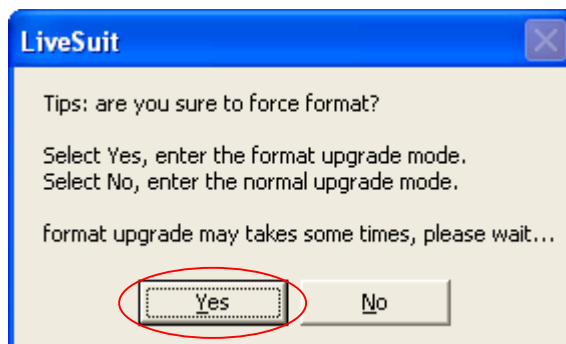 LiveSuit
Tips: are you sure to force format?
Select Yes, enter the format upgrade mode.
Select No, enter the normal upgrade mode.
format upgrade may takes some times, please wait...
Yes
No